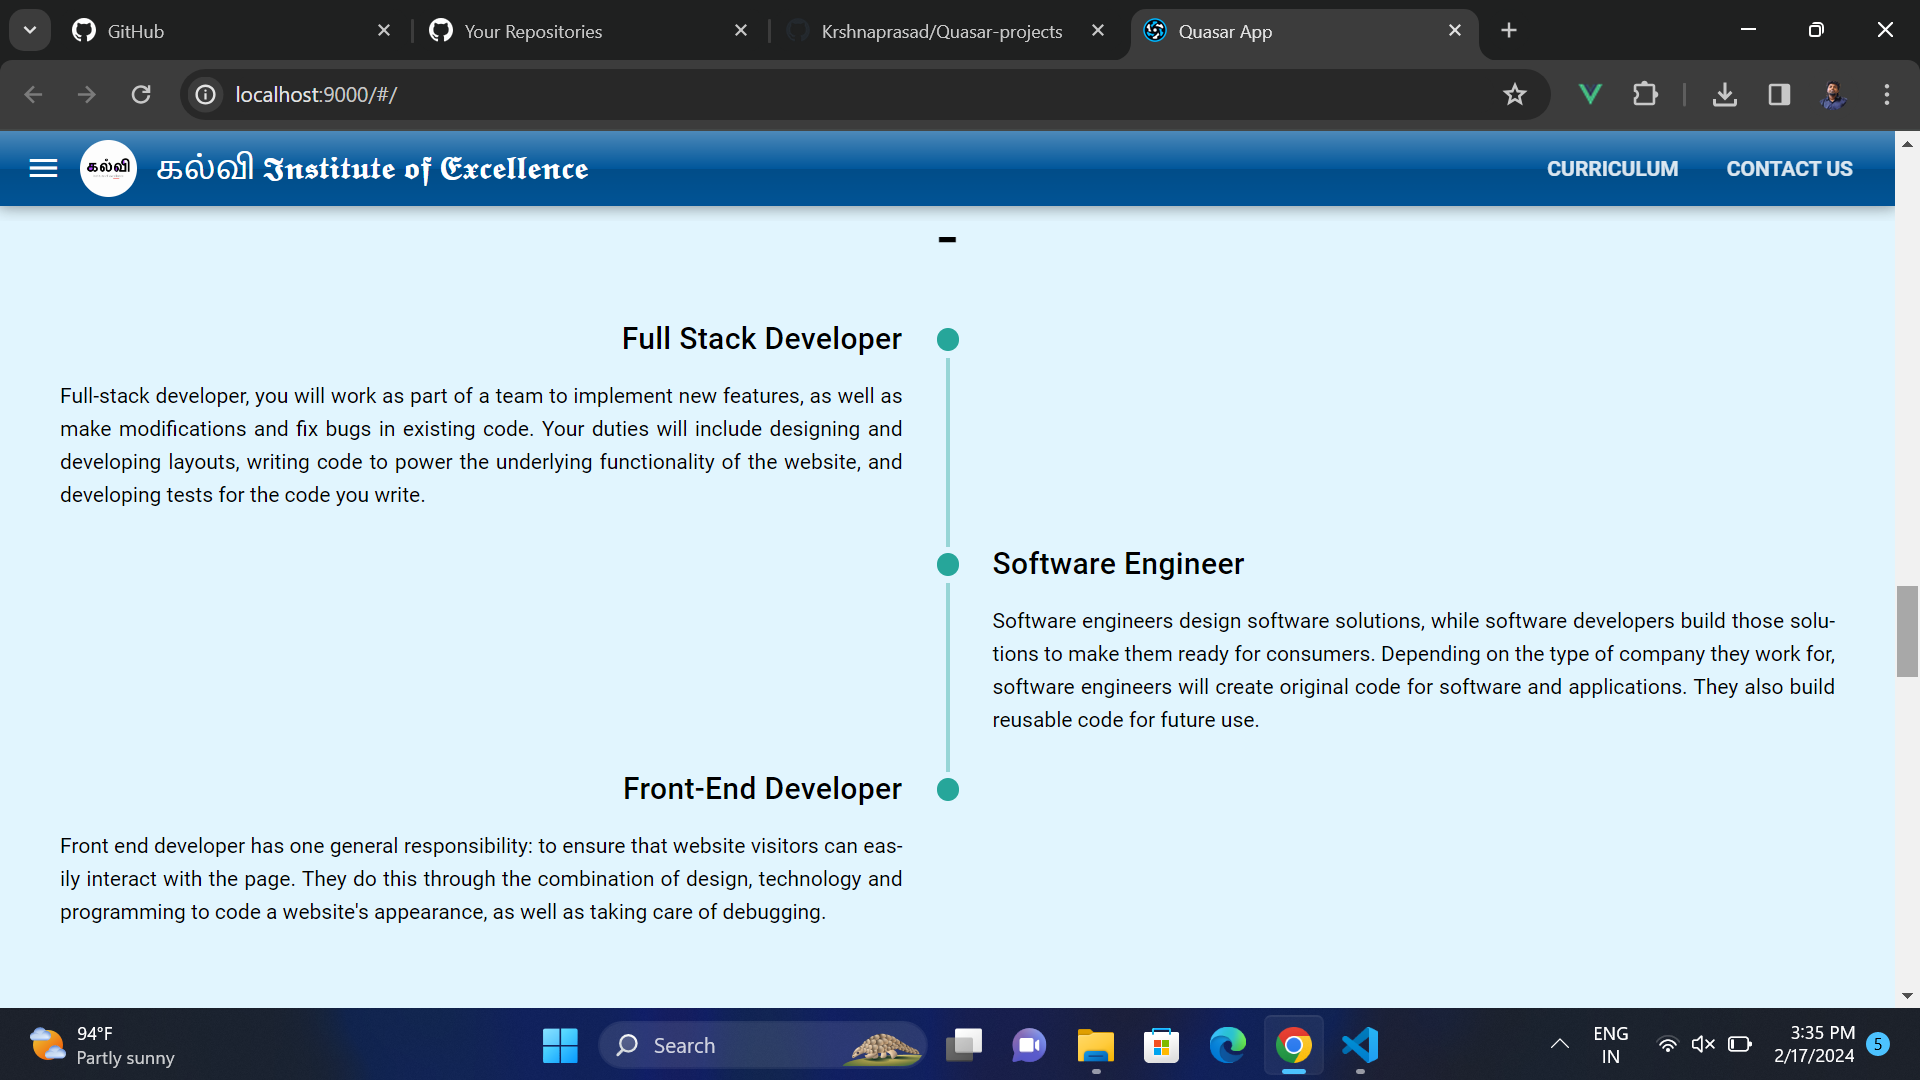 GitHub
Your Repositories
Krshnaprasad/Quasar-projects
Quasar App
localhost:9000/#/
கல்வி
கல்வி Institute of Excellence
CURRICULUM
CONTACT US
-
Full Stack Developer
Full-stack developer, you will work as part of a team to implement new features, as well as
make modifications and fix bugs in existing code. Your duties will include designing and
developing layouts, writing code to power the underlying functionality of the website, and
developing tests for the code you write.
Software Engineer
Software engineers design software solutions, while software developers build those solu-
tions to make them ready for consumers. Depending on the type of company they work for,
software engineers will create original code for software and applications. They also build
reusable code for future use.
Front-End Developer
Front end developer has one general responsibility: to ensure that website visitors can eas-
ily interact with the page. They do this through the combination of design, technology and
programming to code a website's appearance, as well as taking care of debugging.
94°F
Partly sunny
Search
ENG
IN
3:35 PM
2/17/2024
5